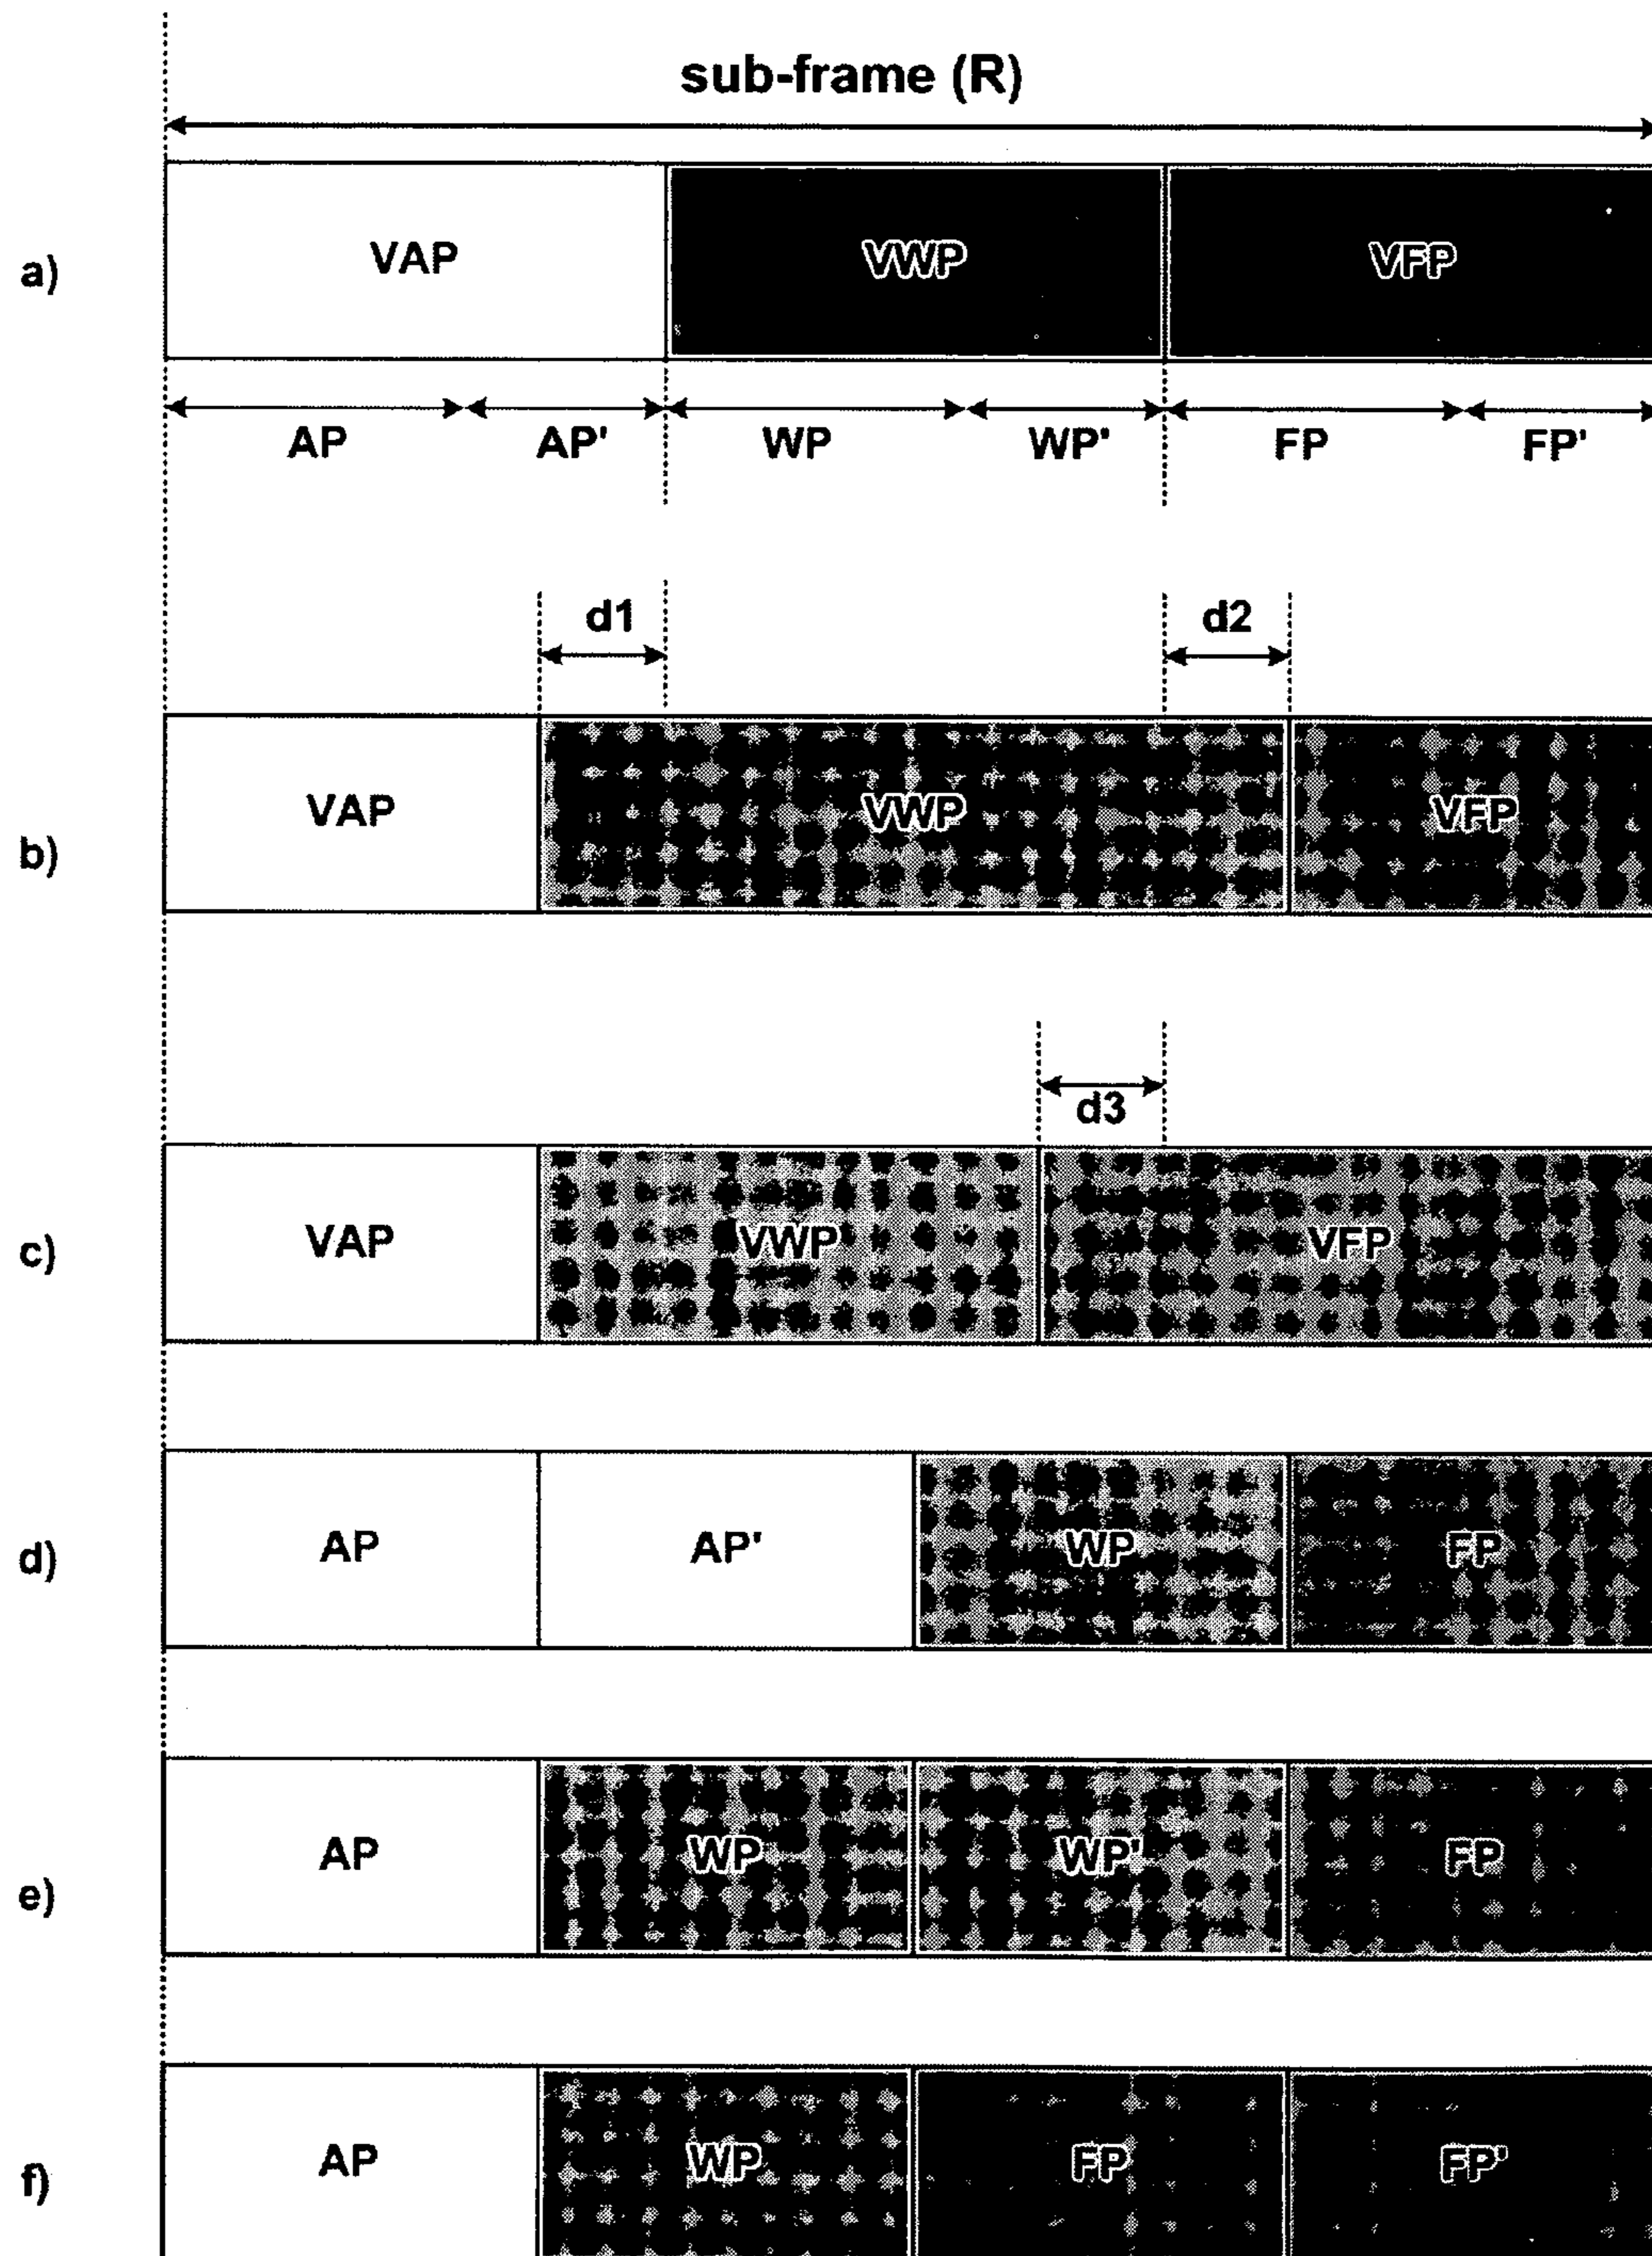 sub-frame (R)
a) VAP VWP VFP
AP AP' WP WP' FP FP'
d1 d2
b) VAP VWP VFP
d3
c) VAP VWP VFP
d) AP AP' WP FP
e) AP WP WP' FP
f) AP WP FP FP'